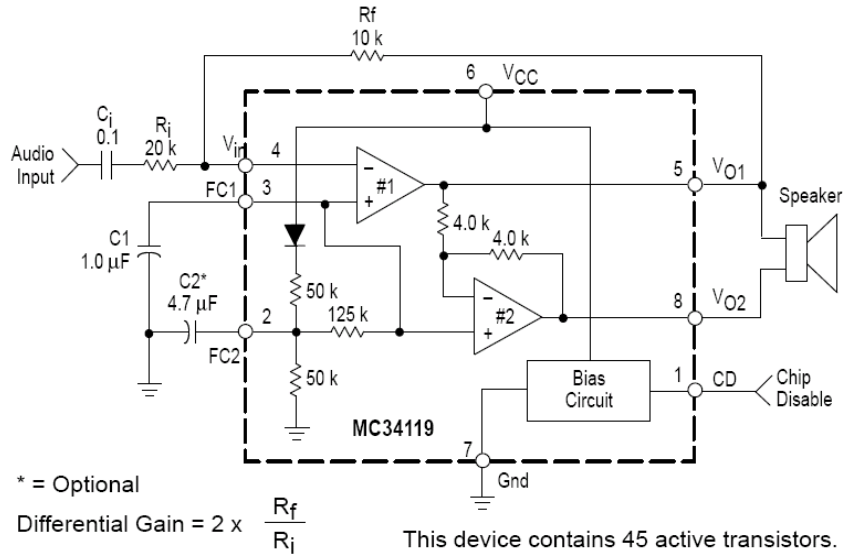 Rf
10 k
6
VCC
Ci
0.1
Ri
20 k
Audio
Input
Vin
4
#1
5
VO1
Speaker
FC1
3
4.0 k
4.0 k
C1
1.0 µF
C2*
4.7 µF
50 k
125 k
2
FC2
#2
8
VO2
50 k
Bias
Circuit
1
CD
Chip
Disable
MC34119
7
Gnd
* = Optional
Differential Gain = 2 x Rf
Ri
This device contains 45 active transistors.